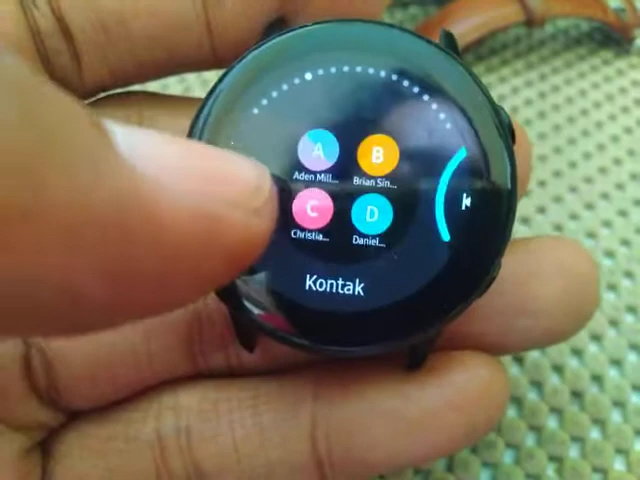 A B
Aden Mill... Brian Sin...
C D
Christia... Daniel...
Kontak